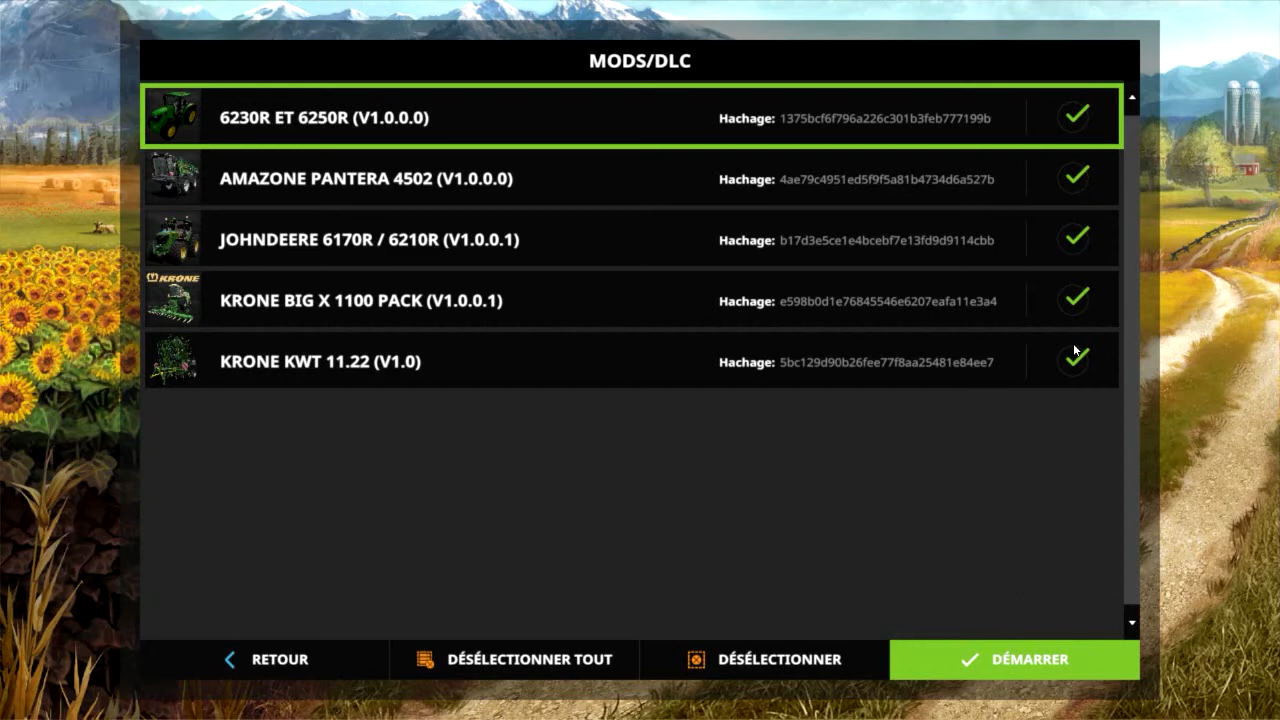 MODS/DLC
6230R ET 6250R (V1.0.0.0) Hachage: 1375bcf6f796a226c301b3feb777199b
AMAZONE PANTERA 4502 (V1.0.0.0) Hachage: 4ae79c4951ed5f9f5a81b4734d6a527b
JOHNDEERE 6170R / 6210R (V1.0.0.1) Hachage: b17d3e5ce1e4bcebf7e13fd9d9114cbb
KRONE
KRONE BIG X 1100 PACK (V1.0.0.1) Hachage: e598b0d1e76845546e6207eafa11e3a4
KRONE KWT 11.22 (V1.0) Hachage: 5bc129d90b26fee77f8aa25481e84ee7
RETOUR DÉSÉLECTIONNER TOUT DÉSÉLECTIONNER DÉMARRER